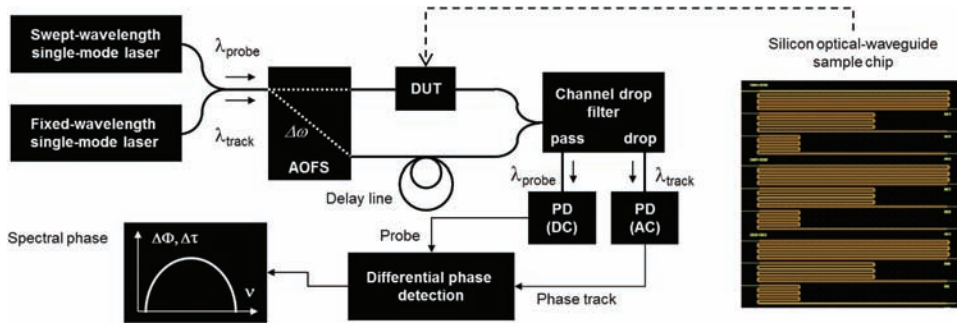 Swept-wavelength
single-mode laser
λprobe
Fixed-wavelength
single-mode laser
λtrack
Δω
AOFS
DUT
Delay line
Channel drop
filter
pass drop
λprobe
λtrack
PD
(DC)
PD
(AC)
Probe
Phase track
Differential phase
detection
Spectral phase
ΔΦ, Δτ
ν
Silicon optical-waveguide
sample chip